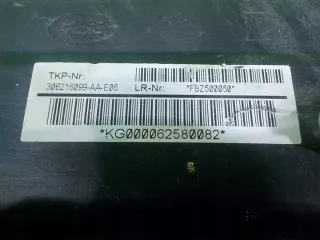 TKP-Nr:
306216099-AA-E06 LR-Nr: *FBZ500050*
*KG000062580082*